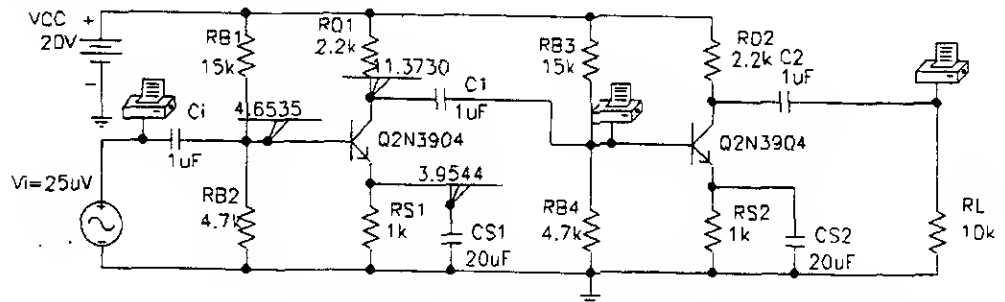 VCC +
20V
-
RB1
15k
RD1
2.2k
11.3730
C1
1uF
RB3
15k
RD2
2.2k
C2
1uF
Ci
1uF
4.6535
Q2N3904
Q2N3904
Vi=25uV
3.9544
RB2
4.7k
RS1
1k
CS1
20uF
RB4
4.7k
RS2
1k
CS2
20uF
RL
10k